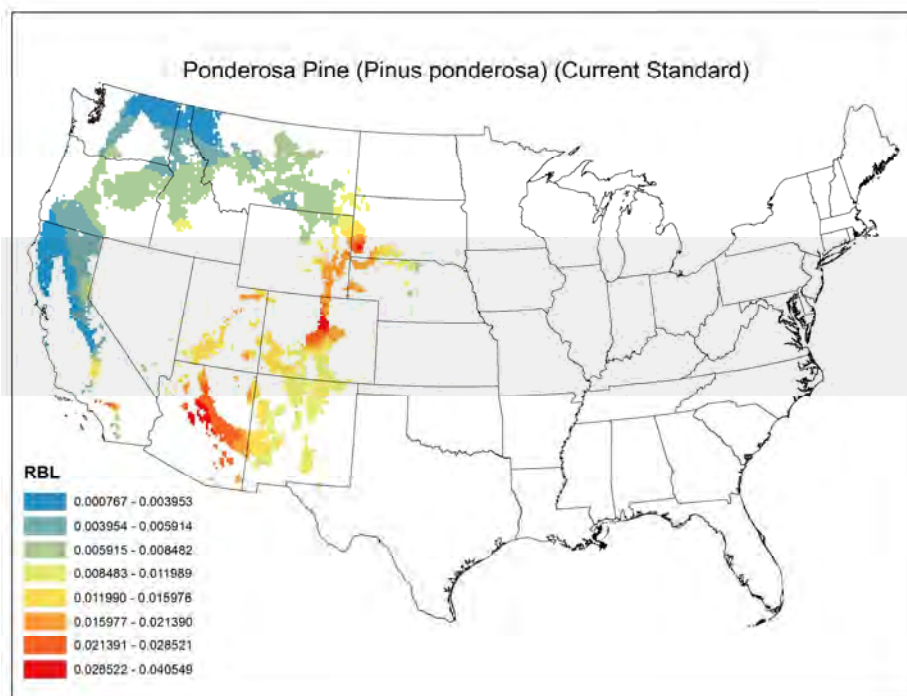 Ponderosa Pine (Pinus ponderosa) (Current Standard)
RBL
0.000767 - 0.003953
0.003954 - 0.005914
0.005915 - 0.008482
0.008483 - 0.011989
0.011990 - 0.015976
0.015977 - 0.021390
0.021391 - 0.028521
0.028522 - 0.040549